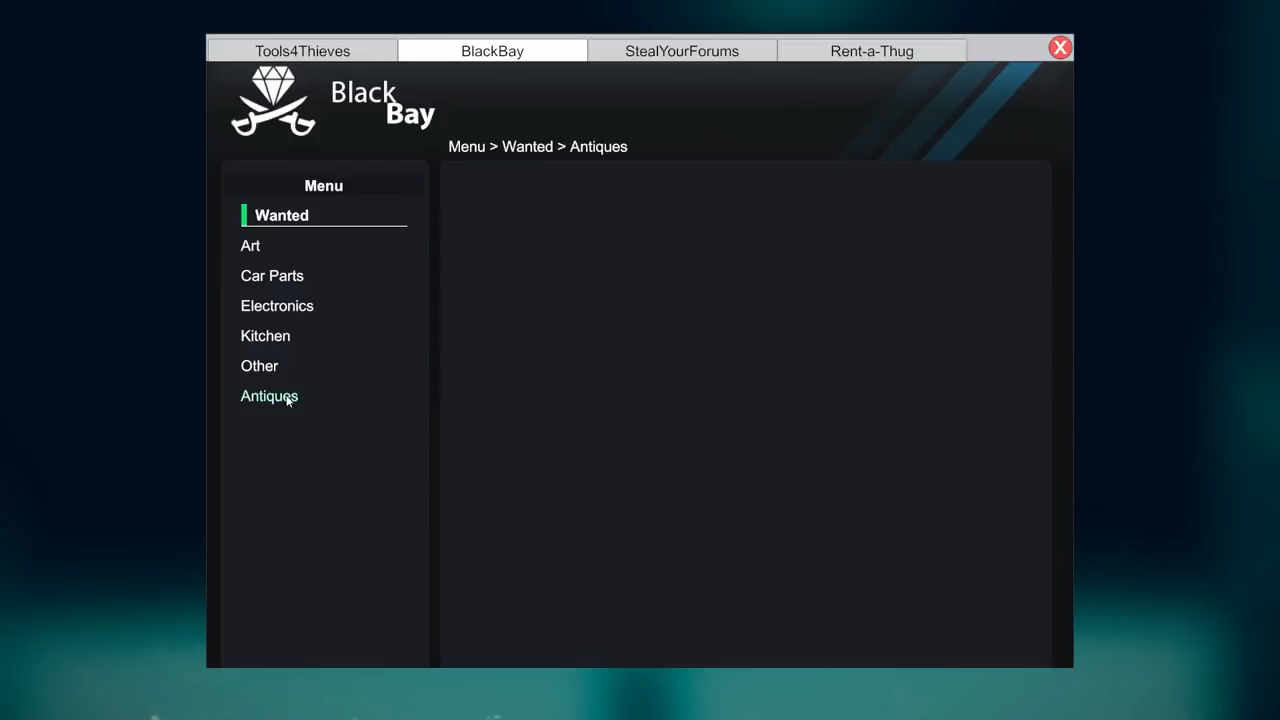 Tools4Thieves
BlackBay
StealYourForums
Rent-a-Thug
X
Black
Bay
Menu > Wanted > Antiques
Menu
Wanted
Art
Car Parts
Electronics
Kitchen
Other
Antiques